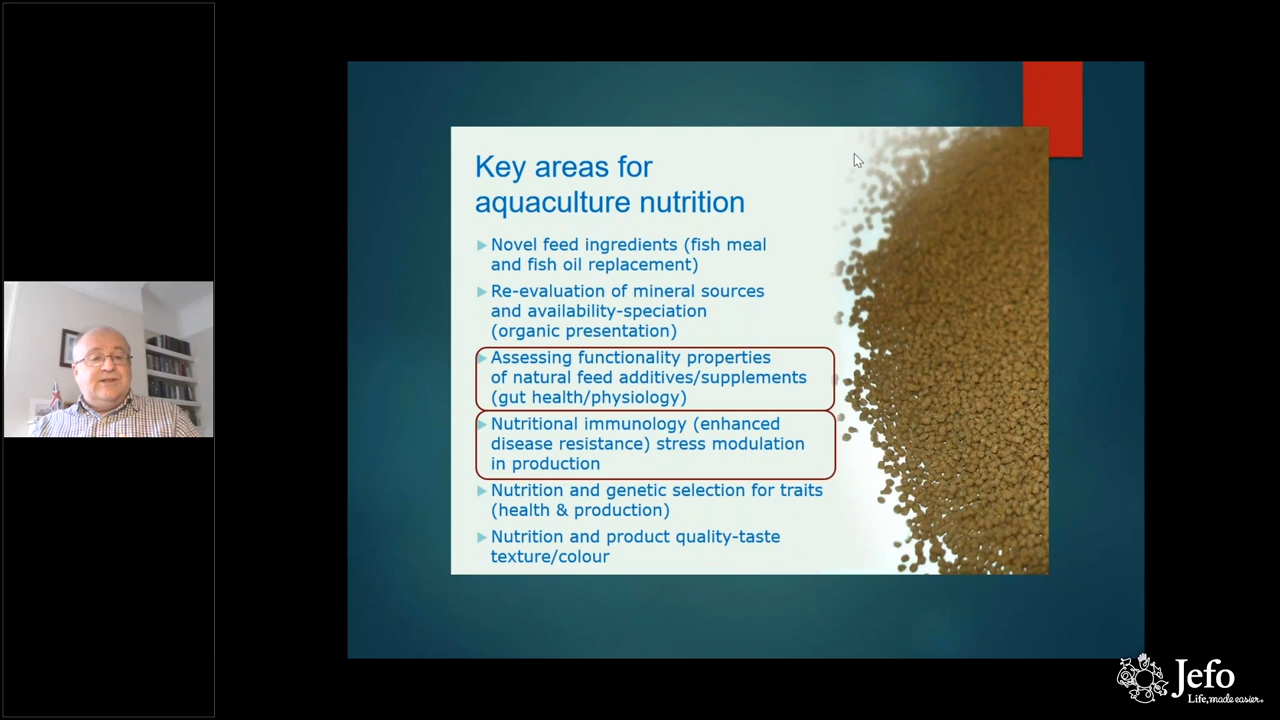 Key areas for
aquaculture nutrition
Novel feed ingredients (fish meal
and fish oil replacement)
Re-evaluation of mineral sources
and availability-speciation
(organic presentation)
Assessing functionality properties
of natural feed additives/supplements
(gut health/physiology)
Nutritional immunology (enhanced
disease resistance) stress modulation
in production
Nutrition and genetic selection for traits
(health & production)
Nutrition and product quality-taste
texture/colour
Jefo
Life, made easier.